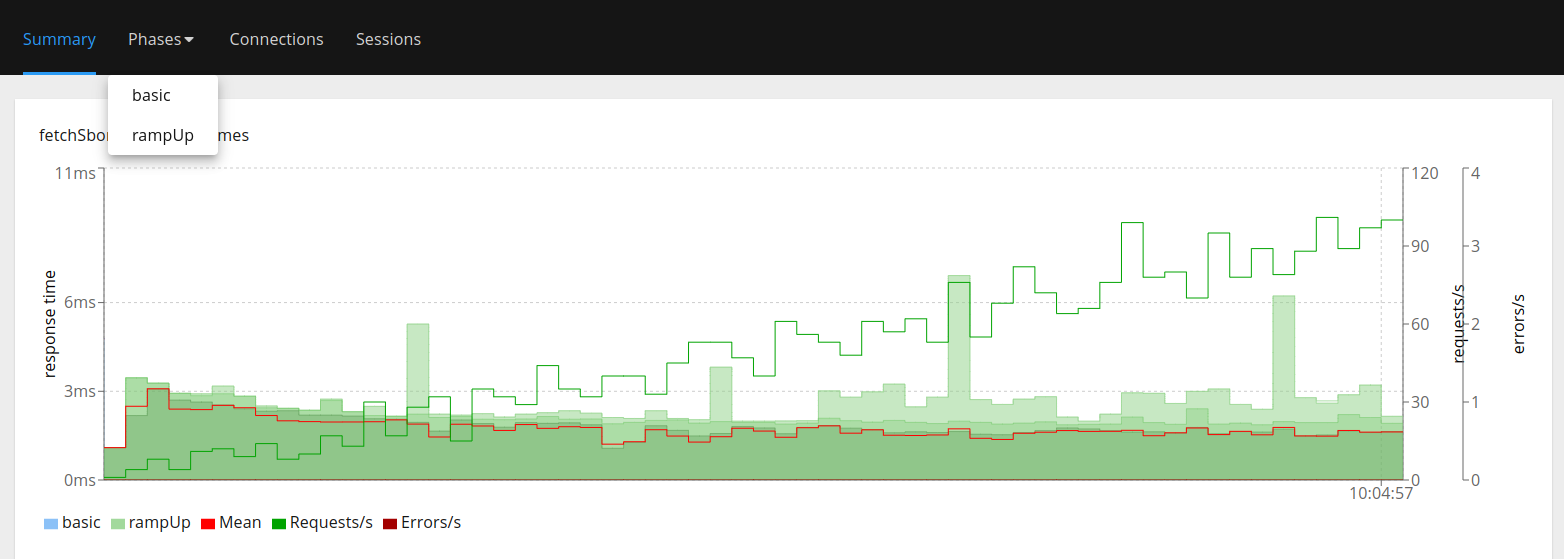 Summary Phases Connections Sessions
basic
rampUp
fetchSbo mes
11ms
6ms
3ms
0ms
response time
120
90
60
30
0
requests/s
4
3
2
1
0
errors/s
10:04:57
basic rampUp Mean Requests/s Errors/s